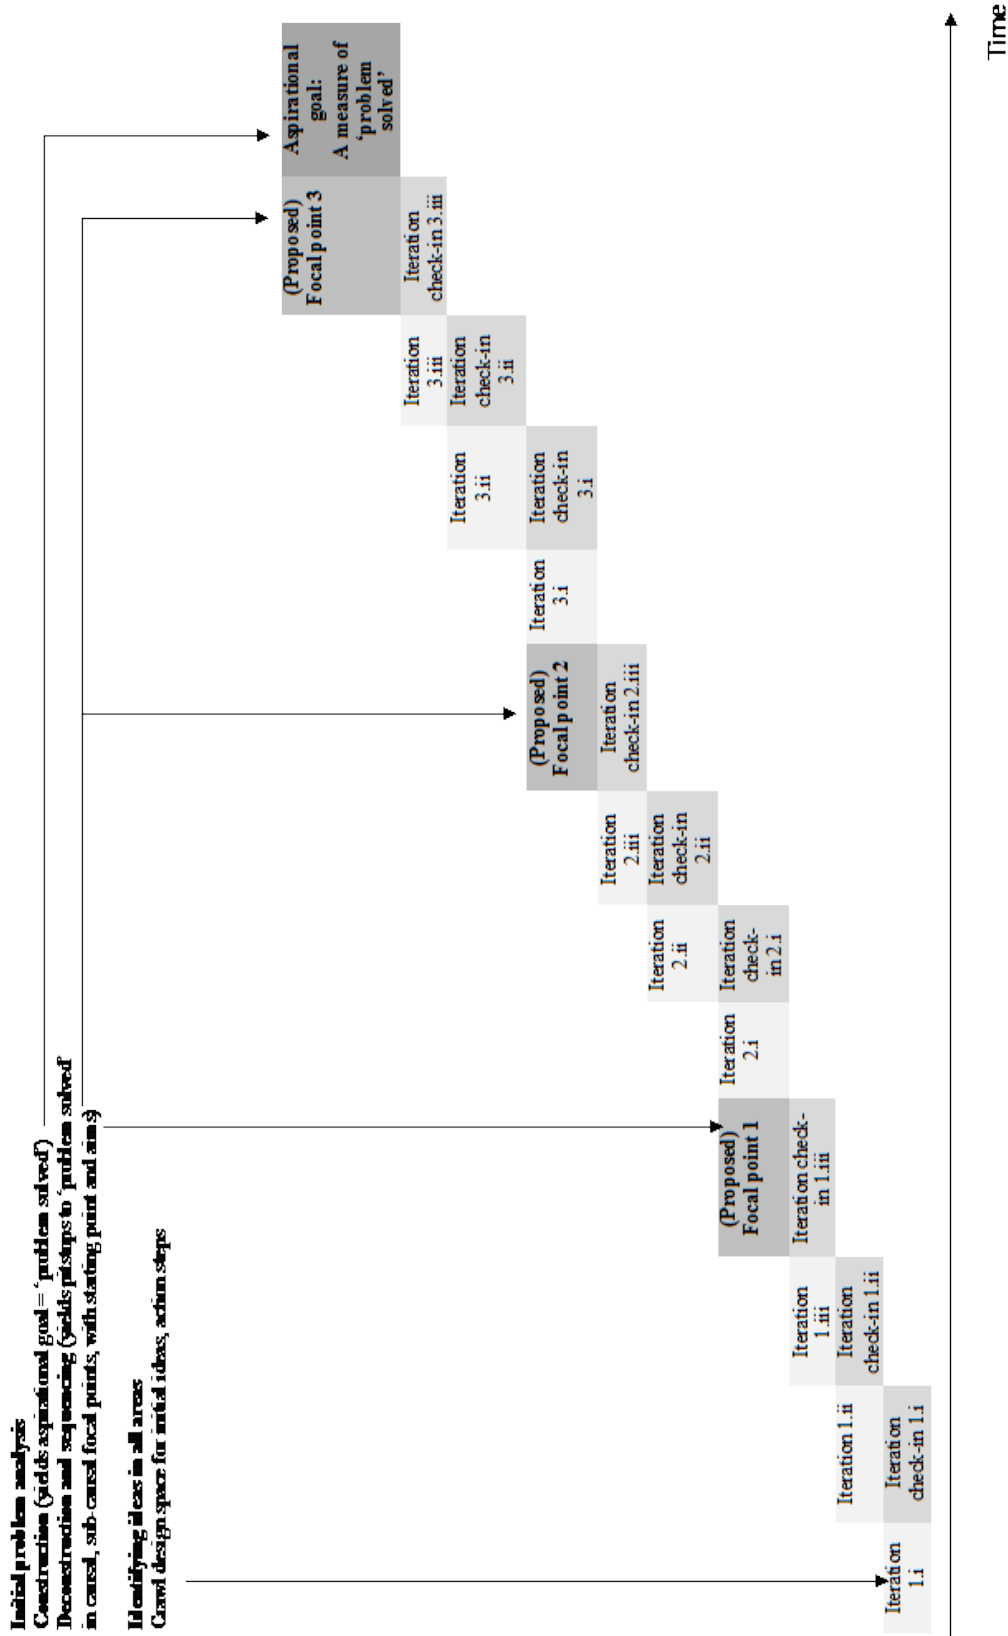 Initial problem analysis
Construction (yields aspirational goal = ‘problem solved’)
Deconstruction and sequencing (yields pitstops to ‘problem solved’
in causal, sub-causal focal points, with starting point and aims)
Identifying ideas in all areas
Crawl design space for initial ideas, action steps
Aspirational
goal:
A measure of
‘problem
solved’
(Proposed)
Focal point 3
Iteration
3.iii
Iteration
check-in 3.iii
Iteration
3.ii
Iteration
check-in
3.ii
(Proposed)
Focal point 2
Iteration
3.i
Iteration
check-in
3.i
Iteration
2.iii
Iteration
check-in 2.iii
Iteration
2.ii
Iteration
check-in
2.ii
(Proposed)
Focal point 1
Iteration
2.i
Iteration
check-
in 2.i
Iteration
1.iii
Iteration check-
in 1.iii
Iteration 1.ii
Iteration
check-in 1.ii
Iteration
1.i
Iteration
check-in 1.i
Time